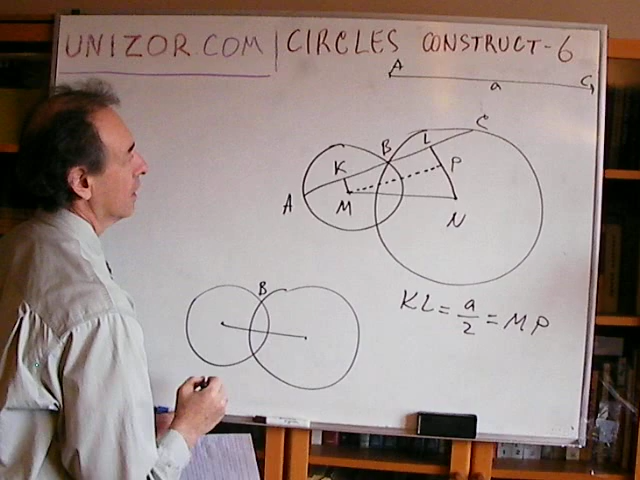 UNIZOR.COM | CIRCLES CONSTRUCT-6
A C
a
C
B L
K P
A M N
B
KL = a/2 = MP